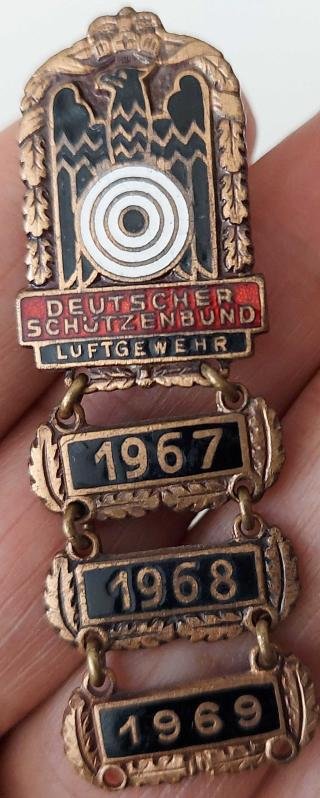 DEUTSCHER
SCHÜTZENBUND
LUFTGEWEHR
1967
1968
1969